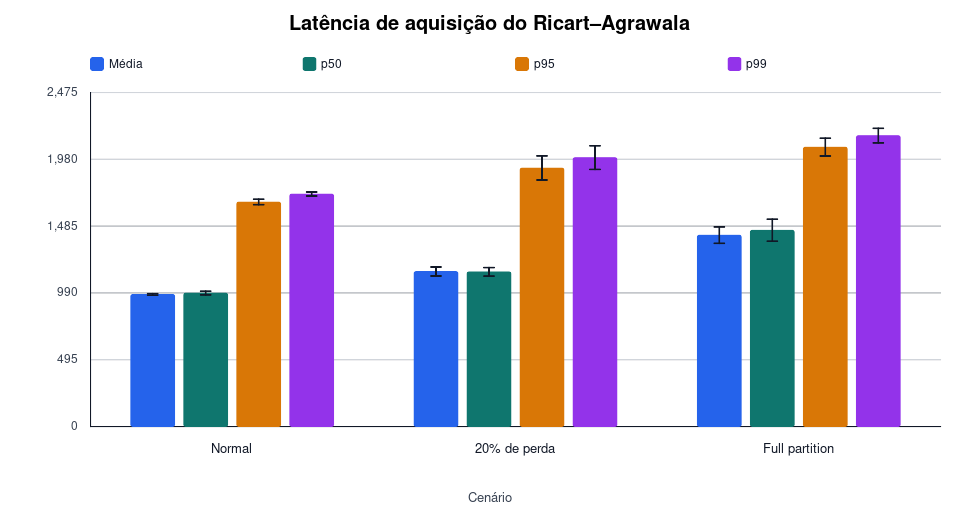 Latência de aquisição do Ricart–Agrawala
Média p50 p95 p99
2,475
1,980
1,485
990
495
0
Normal 20% de perda Full partition
Cenário